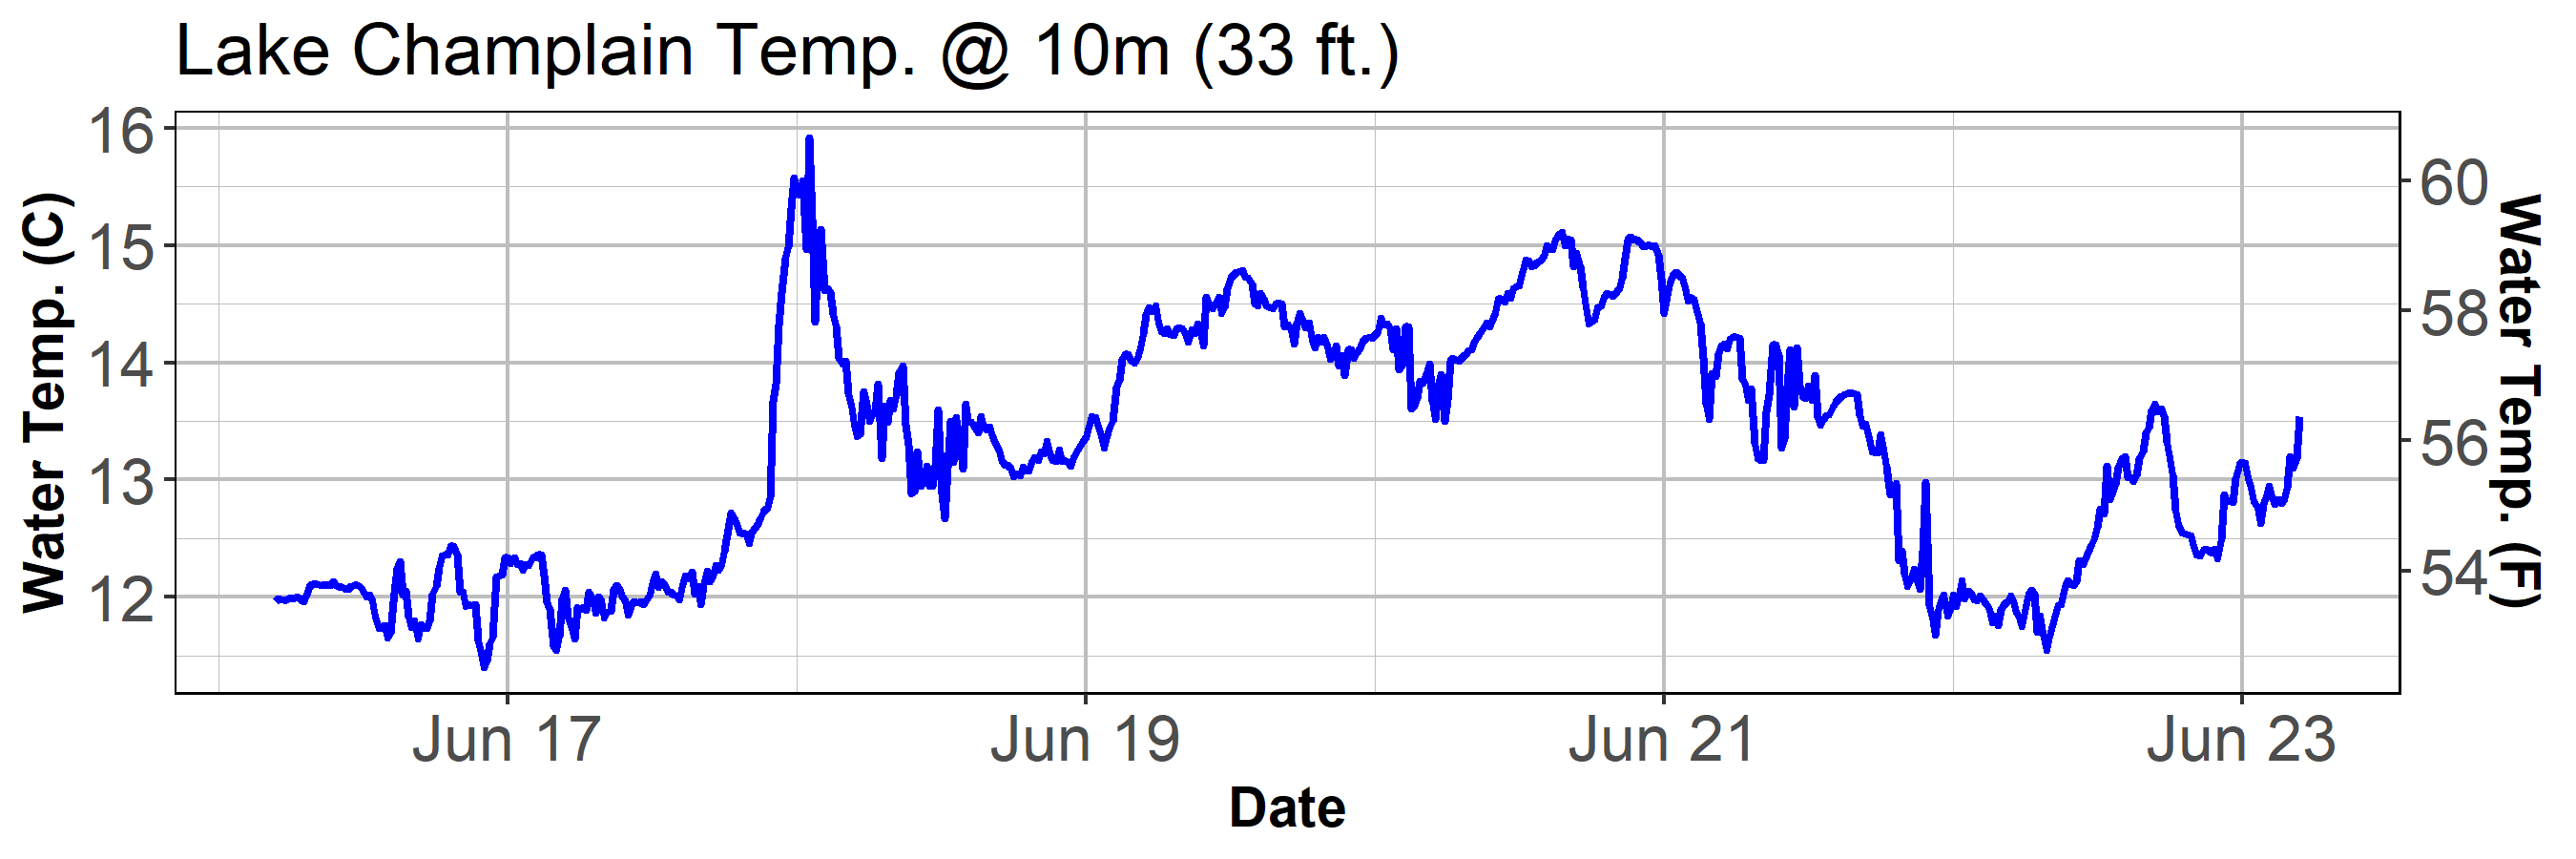 Lake Champlain Temp. @ 10m (33 ft.)
Water Temp. (C)
16
15
14
13
12
60
58
56
54
Water Temp. (F)
Jun 17 Jun 19 Jun 21 Jun 23
Date